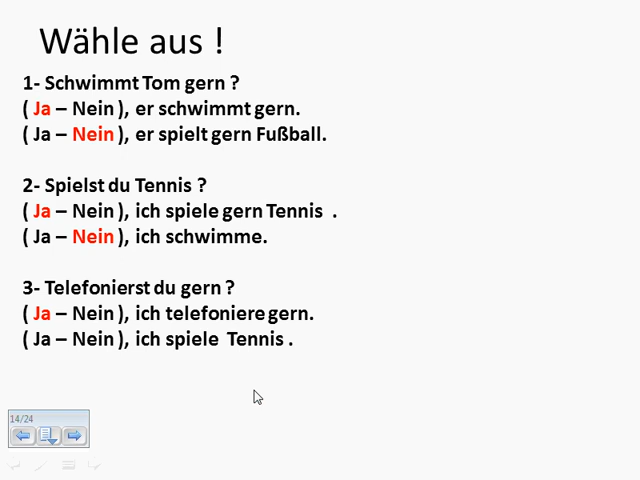 Wähle aus !
1- Schwimmt Tom gern ?
( Ja – Nein ), er schwimmt gern.
( Ja – Nein ), er spielt gern Fußball.
2- Spielst du Tennis ?
( Ja – Nein ), ich spiele gern Tennis .
( Ja – Nein ), ich schwimme.
3- Telefonierst du gern ?
( Ja – Nein ), ich telefoniere gern.
( Ja – Nein ), ich spiele Tennis .
14/24